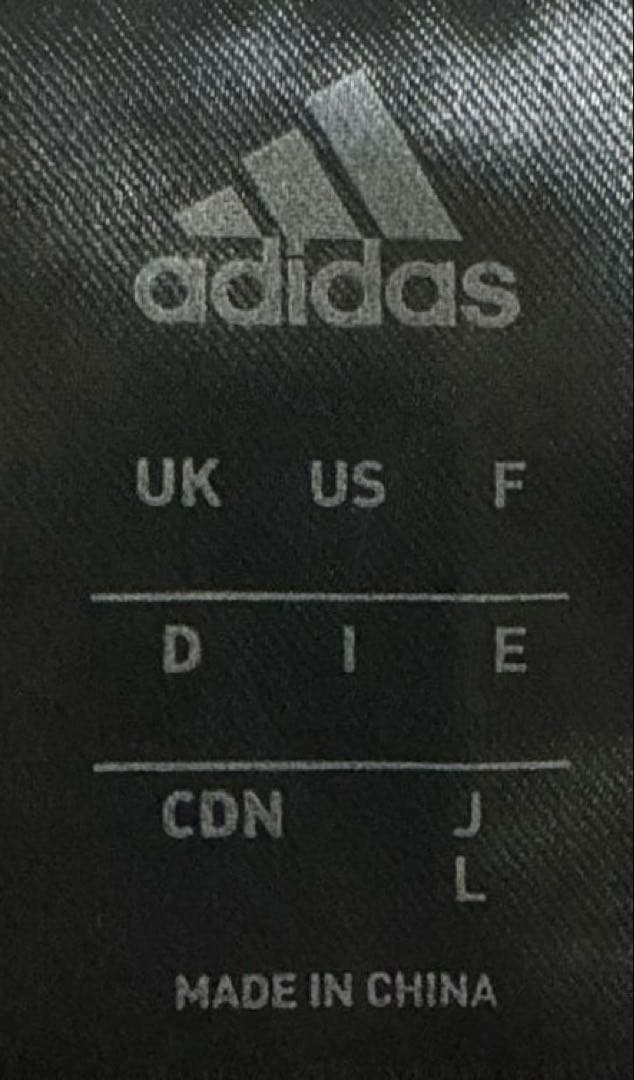 adidas
UK US F
D I E
CDN J
L
MADE IN CHINA